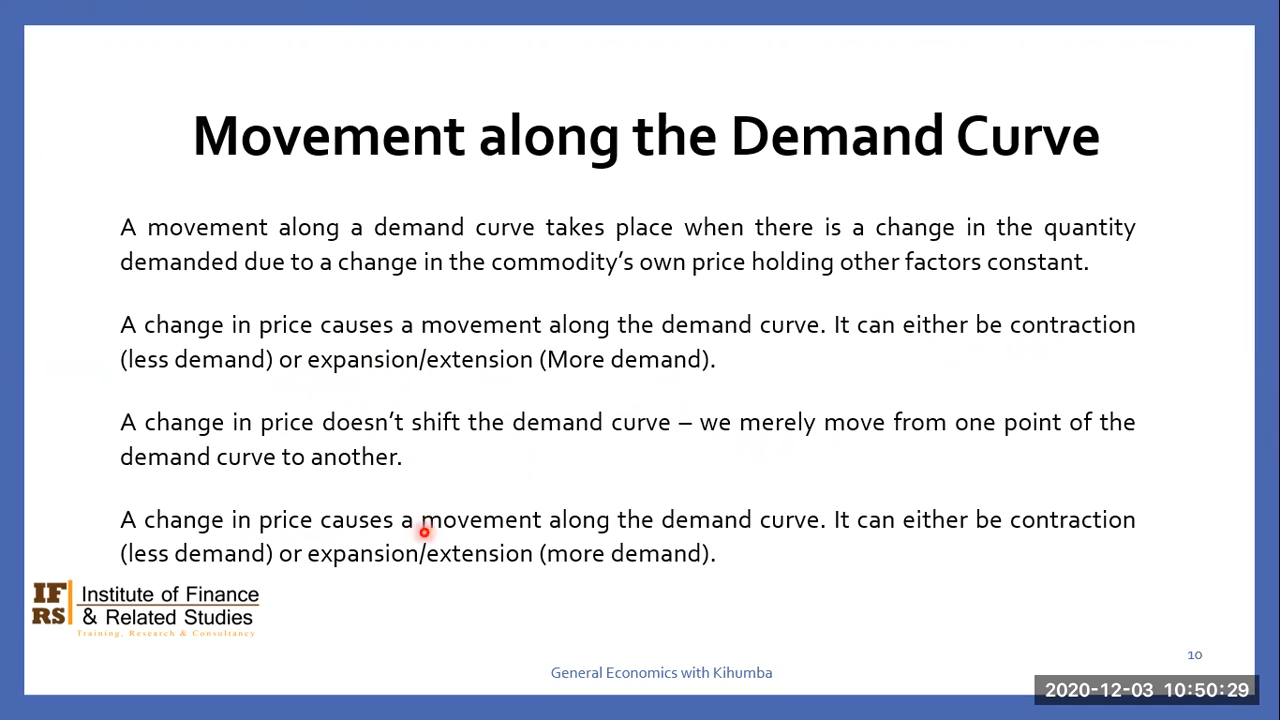 Movement along the Demand Curve
A movement along a demand curve takes place when there is a change in the quantity
demanded due to a change in the commodity’s own price holding other factors constant.
A change in price causes a movement along the demand curve. It can either be contraction
(less demand) or expansion/extension (More demand).
A change in price doesn’t shift the demand curve – we merely move from one point of the
demand curve to another.
A change in price causes a movement along the demand curve. It can either be contraction
(less demand) or expansion/extension (more demand).
IF
RS
Institute of Finance
& Related Studies
Training, Research & Consultancy
10
General Economics with Kihumba
2020-12-03 10:50:29